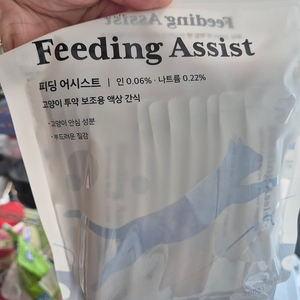 Feeding Assist
Feeding Assist
피딩 어시스트 | 인 0.06% · 나트륨 0.22%
고양이 투약 보조용 액상 간식
· 고양이 안심 성분
· 부드러운 질감